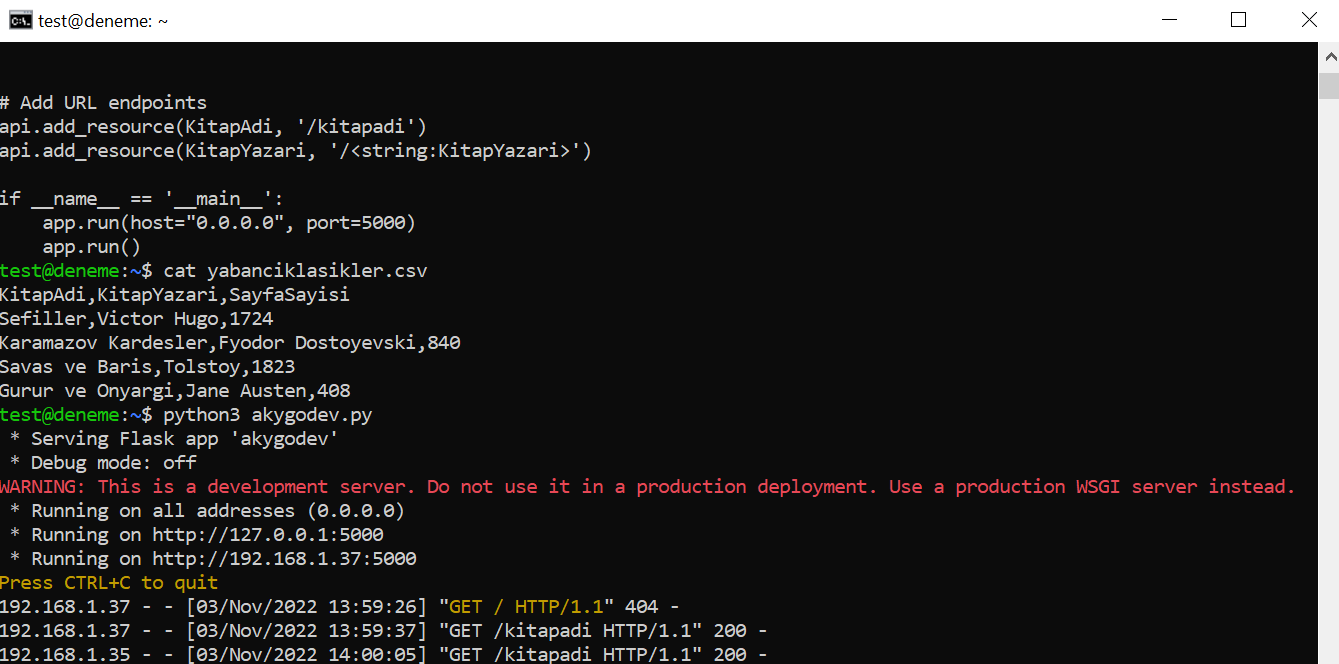 test@deneme: ~
# Add URL endpoints
api.add_resource(KitapAdi, '/kitapadi')
api.add_resource(KitapYazari, '/<string:KitapYazari>')
if __name__ == '__main__':
    app.run(host="0.0.0.0", port=5000)
    app.run()
test@deneme:~$ cat yabanciklasikler.csv
KitapAdi,KitapYazari,SayfaSayisi
Sefiller,Victor Hugo,1724
Karamazov Kardesler,Fyodor Dostoyevski,840
Savas ve Baris,Tolstoy,1823
Gurur ve Onyargi,Jane Austen,408
test@deneme:~$ python3 akygodev.py
 * Serving Flask app 'akygodev'
 * Debug mode: off
WARNING: This is a development server. Do not use it in a production deployment. Use a production WSGI server instead.
 * Running on all addresses (0.0.0.0)
 * Running on http://127.0.0.1:5000
 * Running on http://192.168.1.37:5000
Press CTRL+C to quit
192.168.1.37 - - [03/Nov/2022 13:59:26] "GET / HTTP/1.1" 404 -
192.168.1.37 - - [03/Nov/2022 13:59:37] "GET /kitapadi HTTP/1.1" 200 -
192.168.1.35 - - [03/Nov/2022 14:00:05] "GET /kitapadi HTTP/1.1" 200 -